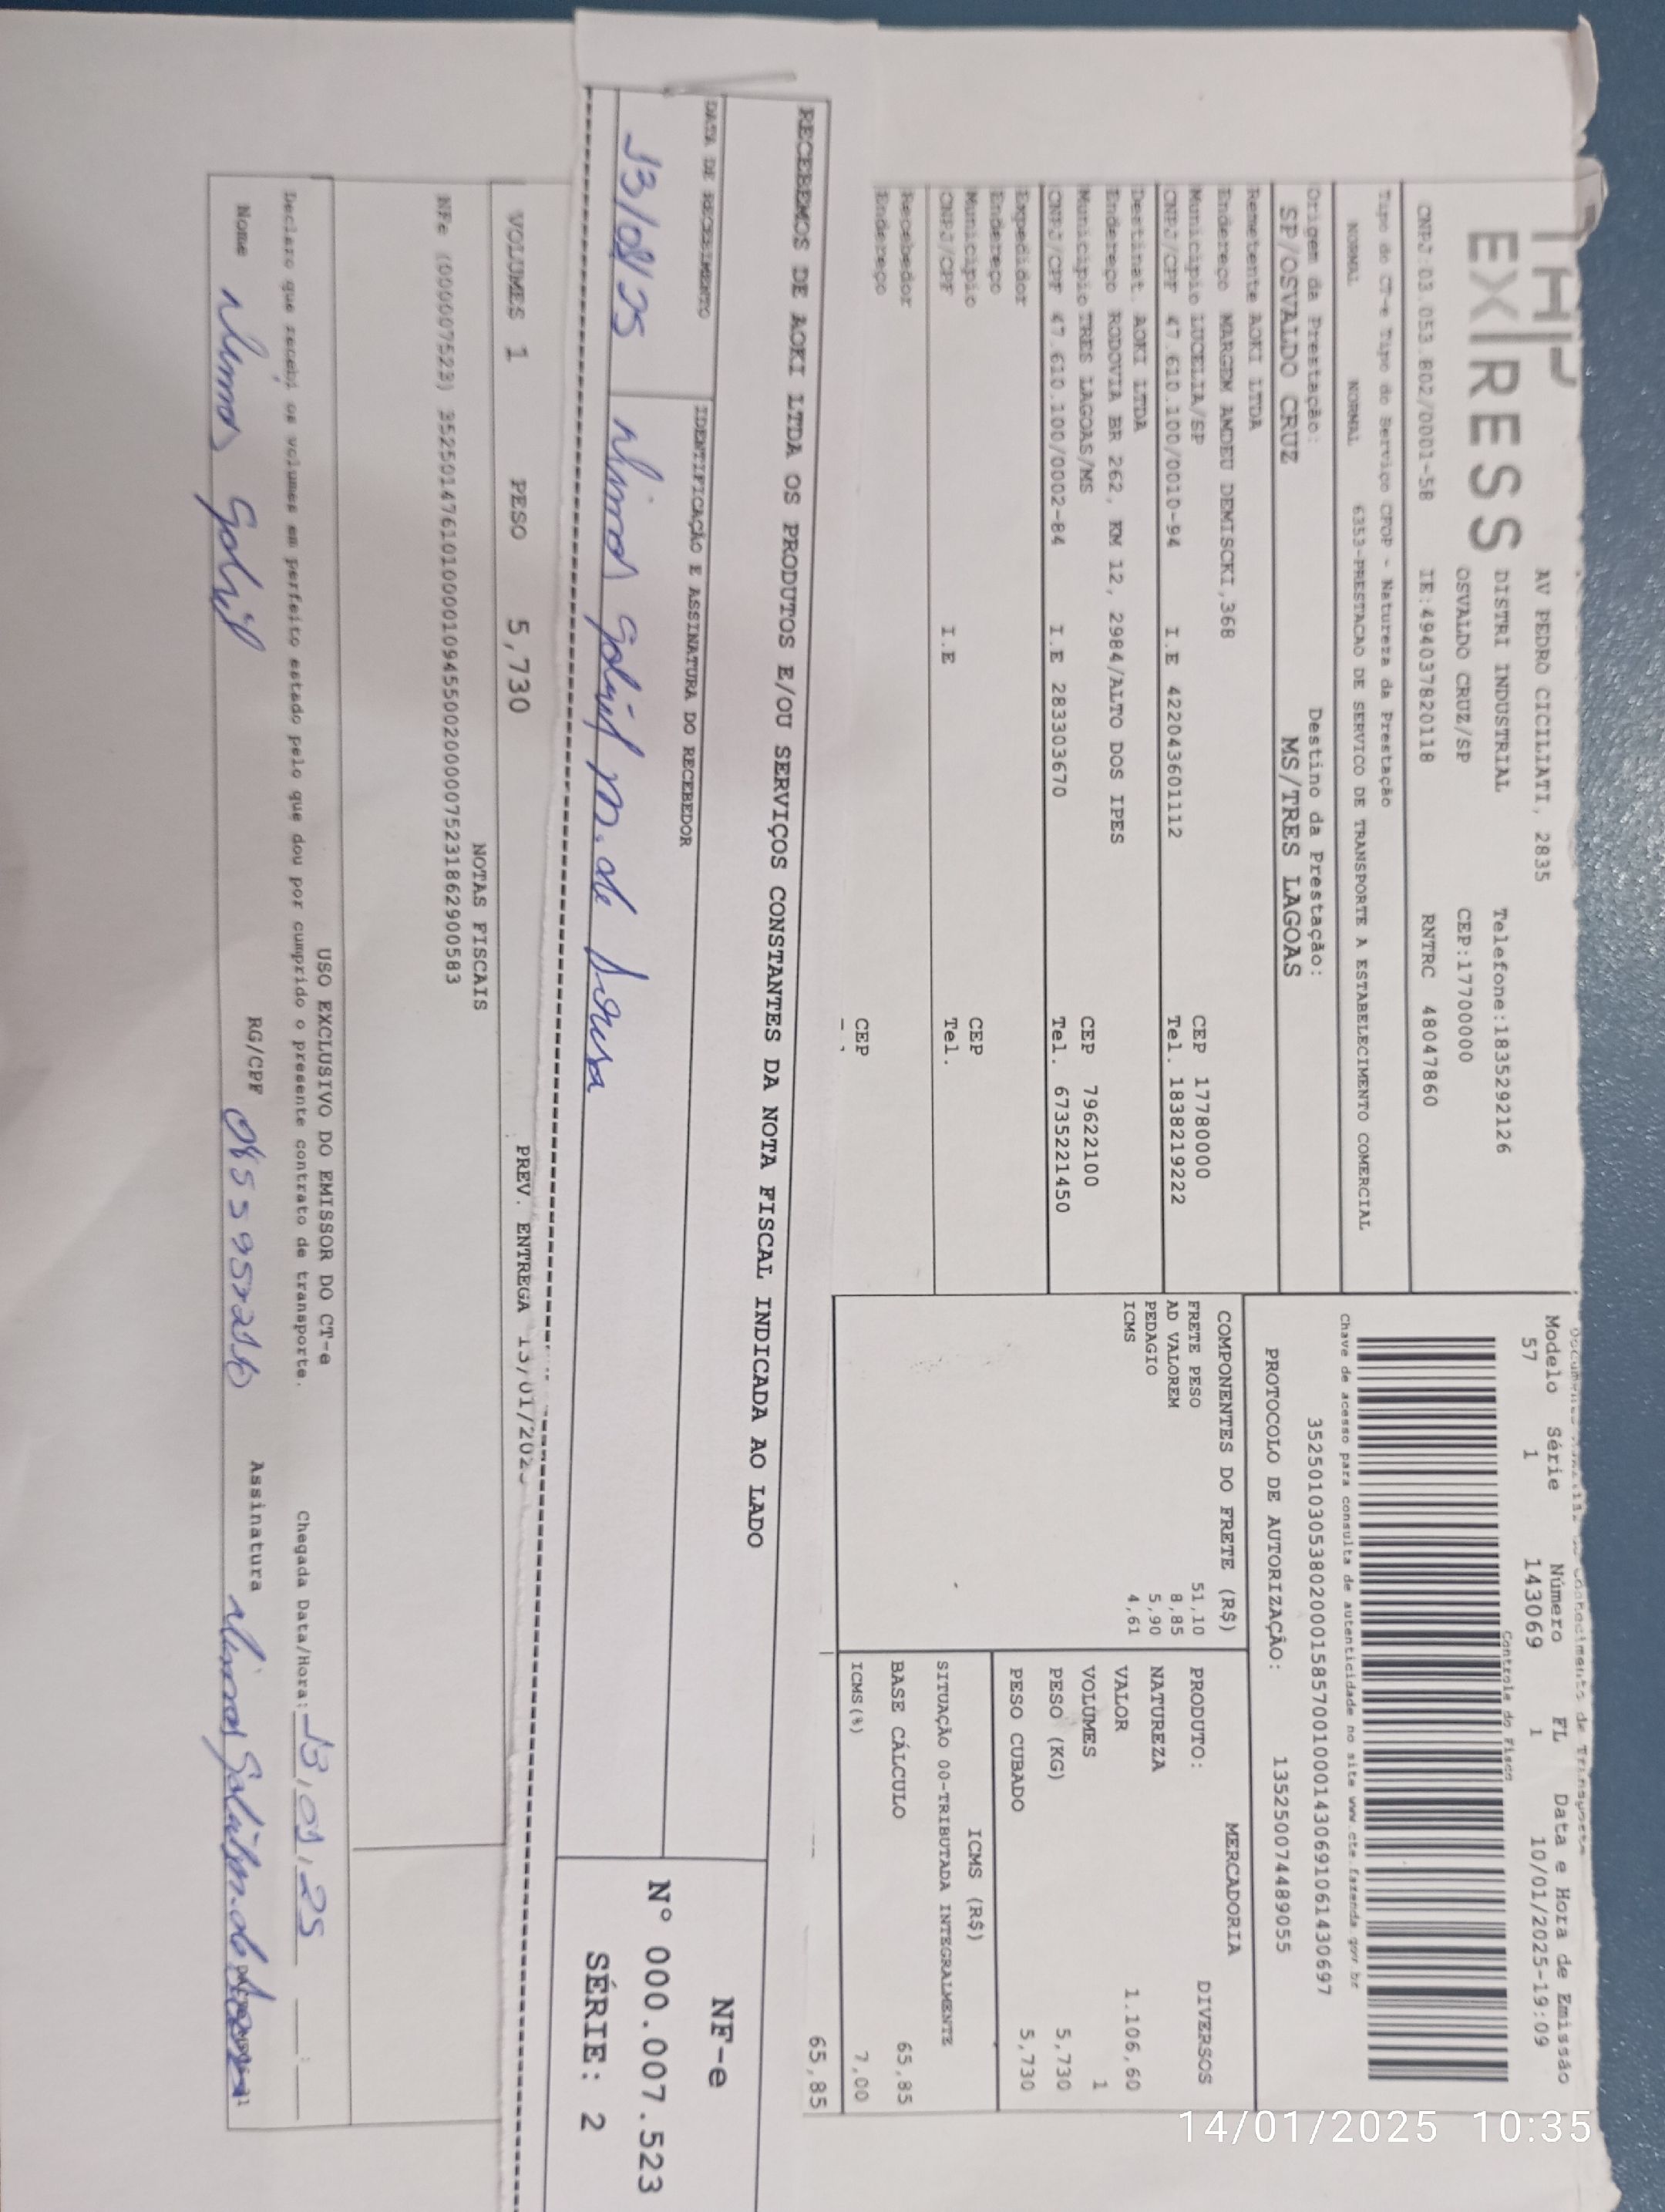 EXPRESS
AV PEDRO CICILIATI, 2835
DISTRI INDUSTRIAL
Telefone:1835292126
OSVALDO CRUZ/SP
CEP:17700000
CNPJ:03.053.802/0001-58 IE:494037820118 RNTRC 48047860
Tipo do CT-e Tipo do Serviço CFOP - Natureza da Prestação
NORMAL NORMAL 6353-PRESTACAO DE SERVICO DE TRANSPORTE A ESTABELECIMENTO COMERCIAL
Origem da Prestação: Destino da Prestação:
SP/OSVALDO CRUZ MS/TRES LAGOAS
Remetente AOKI LTDA
Endereço MARGEM AMDEU DEMISCKI,368
Município LUCELIA/SP CEP 17780000
CNPJ/CPF 47.610.100/0010-94 I.E 422043601112 Tel. 1838219222
Destinat. AOKI LTDA
Endereço RODOVIA BR 262, KM 12, 2984/ALTO DOS IPES
Município TRES LAGOAS/MS CEP 79622100
CNPJ/CPF 47.610.100/0002-84 I.E 283303670 Tel. 6735221450
Expedidor
Endereço
Município CEP
CNPJ/CPF I.E Tel.
Recebedor
Endereço
CEP
Conhecimento de Transporte
Modelo Série Número FL Data e Hora de Emissão
57 1 143069 1 10/01/2025-19:09
Controle do Fisco
Chave de acesso para consulta de autenticidade no site www.cte.fazenda.gov.br
35250103053802000158570010001430691061430697
PROTOCOLO DE AUTORIZAÇÃO: 135250074489055
COMPONENTES DO FRETE (R$)
FRETE PESO 51,10
AD VALOREM 8,85
PEDAGIO 5,90
ICMS 4,61
MERCADORIA
PRODUTO: DIVERSOS
NATUREZA
VALOR 1.106,60
VOLUMES 1
PESO (KG) 5,730
PESO CUBADO 5,730
ICMS (R$)
SITUAÇÃO 00-TRIBUTADA INTEGRALMENTE
BASE CÁLCULO 65,85
ICMS(%) 7,00
65,85
RECEBEMOS DE AOKI LTDA OS PRODUTOS E/OU SERVIÇOS CONSTANTES DA NOTA FISCAL INDICADA AO LADO
DATA DE RECEBIMENTO IDENTIFICAÇÃO E ASSINATURA DO RECEBEDOR
13/01/25 m. de Sousa
NF-e
N° 000.007.523
SÉRIE: 2
VOLUMES 1 PESO 5,730 PREV. ENTREGA 13/01/202
NOTAS FISCAIS
NFe (000007523) 35250147610100001094550020000075231862900583
USO EXCLUSIVO DO EMISSOR DO CT-e
Declaro que recebi os volumes em perfeito estado pelo que dou por cumprido o presente contrato de transporte.
Chegada Data/Hora: 13/01/25
Nome RG/CPF Assinatura
14/01/2025 10:35